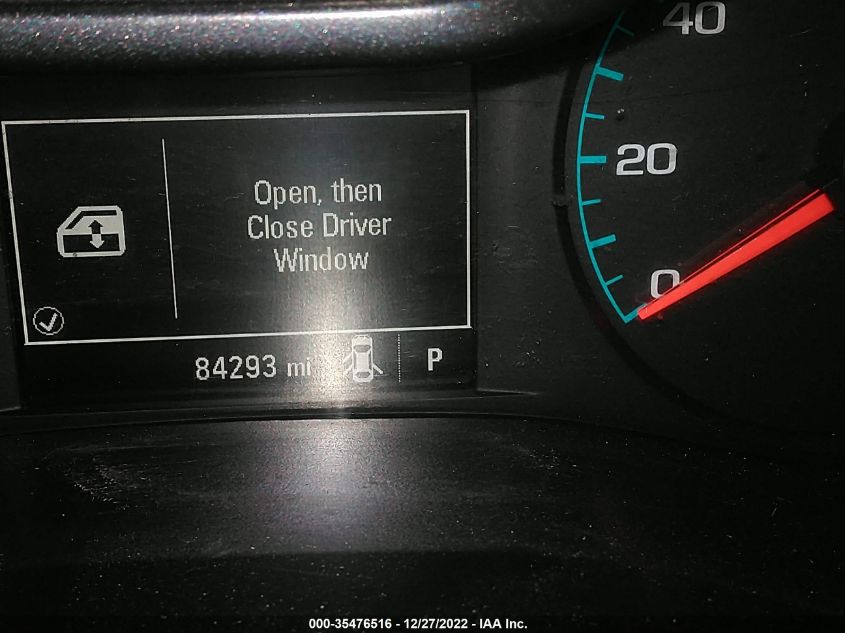 40
20
0
Open, then
Close Driver
Window
84293 mi
P
000-35476516 - 12/27/2022 - IAA Inc.